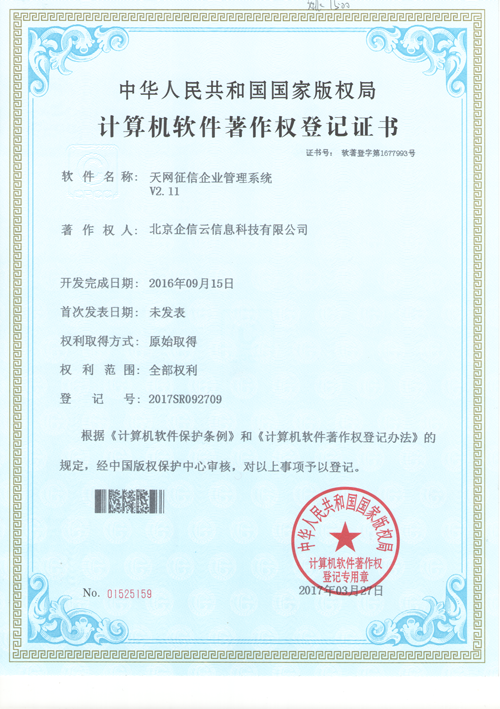 中华人民共和国国家版权局
计算机软件著作权登记证书
证书号： 软著登字第1677993号
软件名称： 天网征信企业管理系统
V2.11
著作权人： 北京企信云信息科技有限公司
开发完成日期： 2016年09月15日
首次发表日期： 未发表
权利取得方式： 原始取得
权利范围： 全部权利
登记号： 2017SR092709
根据《计算机软件保护条例》和《计算机软件著作权登记办法》的
规定，经中国版权保护中心审核，对以上事项予以登记。
中华人民共和国国家版权局
计算机软件著作权
登记专用章
No. 01525159
2017年03月27日